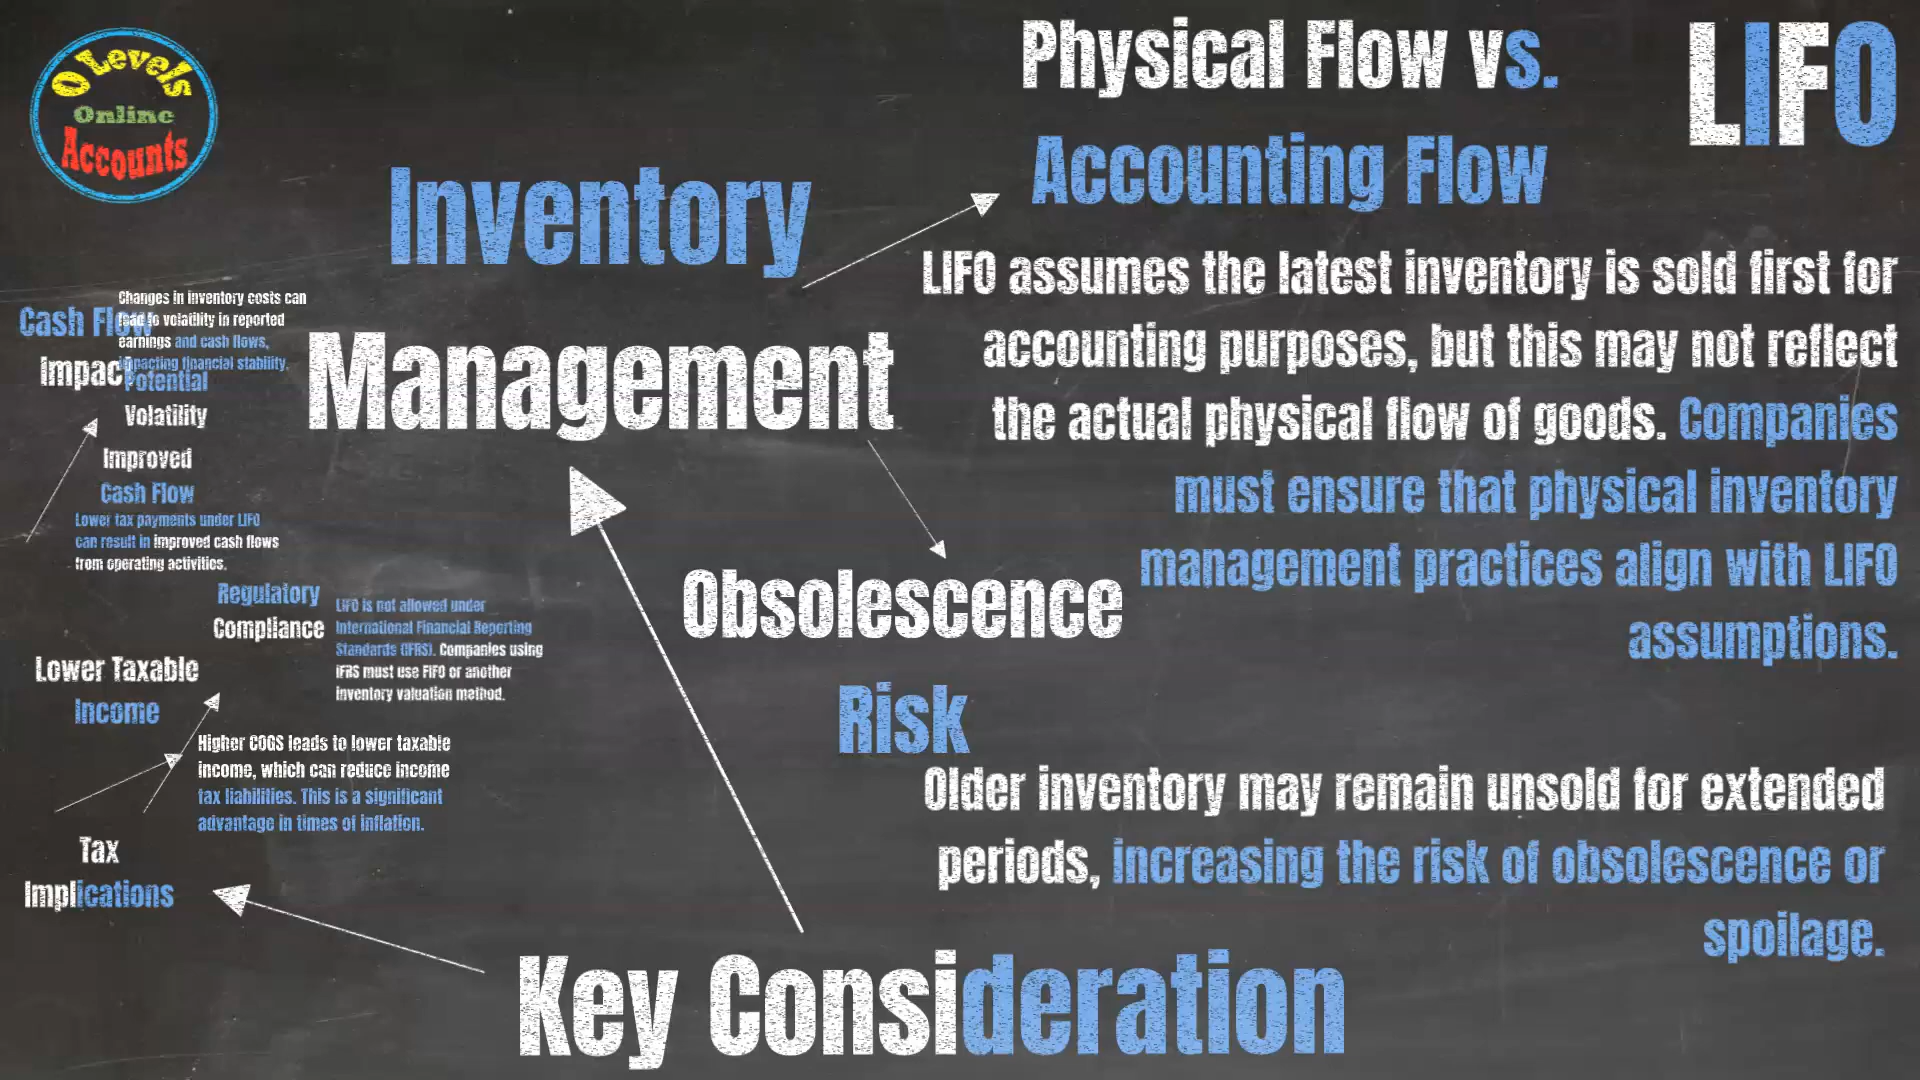 O Levels
Online
Accounts
Physical Flow vs.
Accounting Flow
LIFO
LIFO assumes the latest inventory is sold first for
accounting purposes, but this may not reflect
the actual physical flow of goods. Companies
must ensure that physical inventory
management practices align with LIFO
assumptions.
Inventory
Management
Obsolescence
Risk
Older inventory may remain unsold for extended
periods, increasing the risk of obsolescence or
spoilage.
Cash Flow
Impact
Changes in inventory costs can
lead to volatility in reported
earnings and cash flows,
impacting financial stability.
Potential
Volatility
Improved
Cash Flow
Lower tax payments under LIFO
can result in improved cash flows
from operating activities.
Regulatory
Compliance
LIFO is not allowed under
International Financial Reporting
Standards (IFRS). Companies using
IFRS must use FIFO or another
inventory valuation method.
Lower Taxable
Income
Higher COGS leads to lower taxable
income, which can reduce income
tax liabilities. This is a significant
advantage in times of inflation.
Tax
Implications
Key Consideration